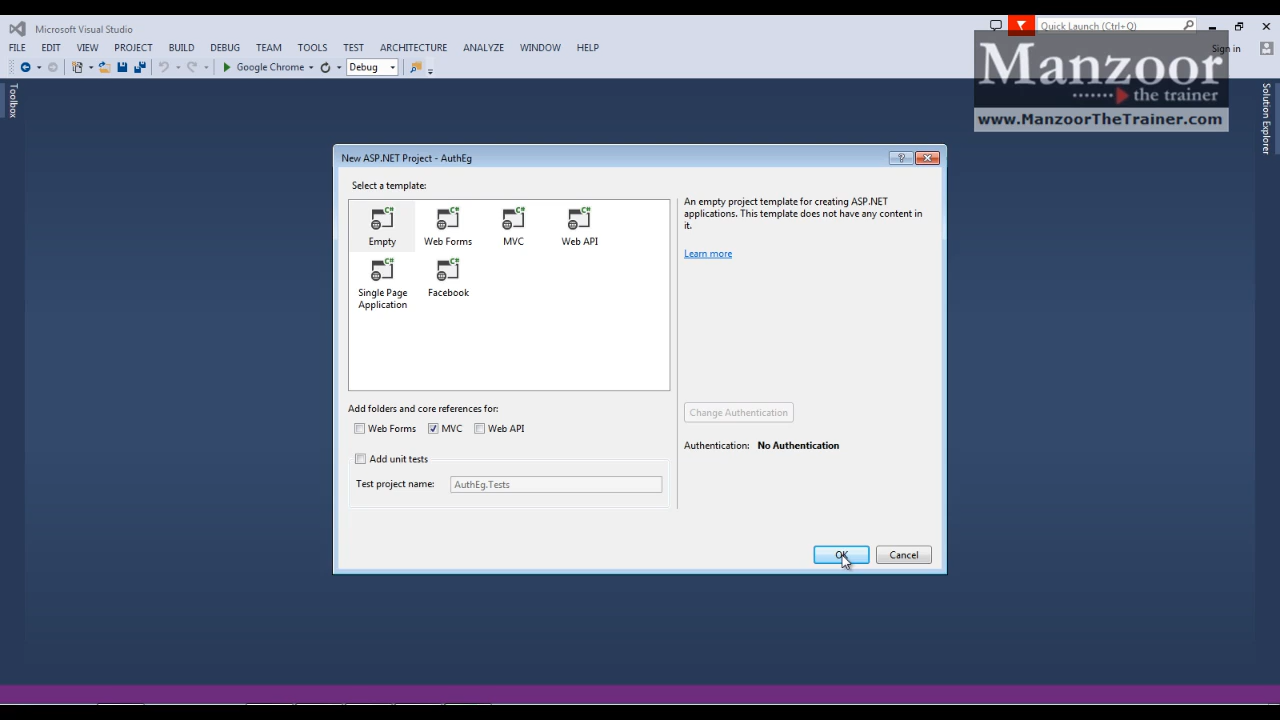 Microsoft Visual Studio
Quick Launch (Ctrl+Q)
FILE EDIT VIEW PROJECT BUILD DEBUG TEAM TOOLS TEST ARCHITECTURE ANALYZE WINDOW HELP
Sign in
Google Chrome Debug
Manzoor
the trainer
www.ManzoorTheTrainer.com
Toolbox
Solution Explorer
New ASP.NET Project - AuthEg
Select a template:
C# C# C# C#
Empty Web Forms MVC Web API
C# C#
Single Page Application Facebook
An empty project template for creating ASP.NET
applications. This template does not have any content in
it.
Learn more
Add folders and core references for:
Web Forms MVC Web API
Add unit tests
Test project name: AuthEg.Tests
Change Authentication
Authentication: No Authentication
OK Cancel